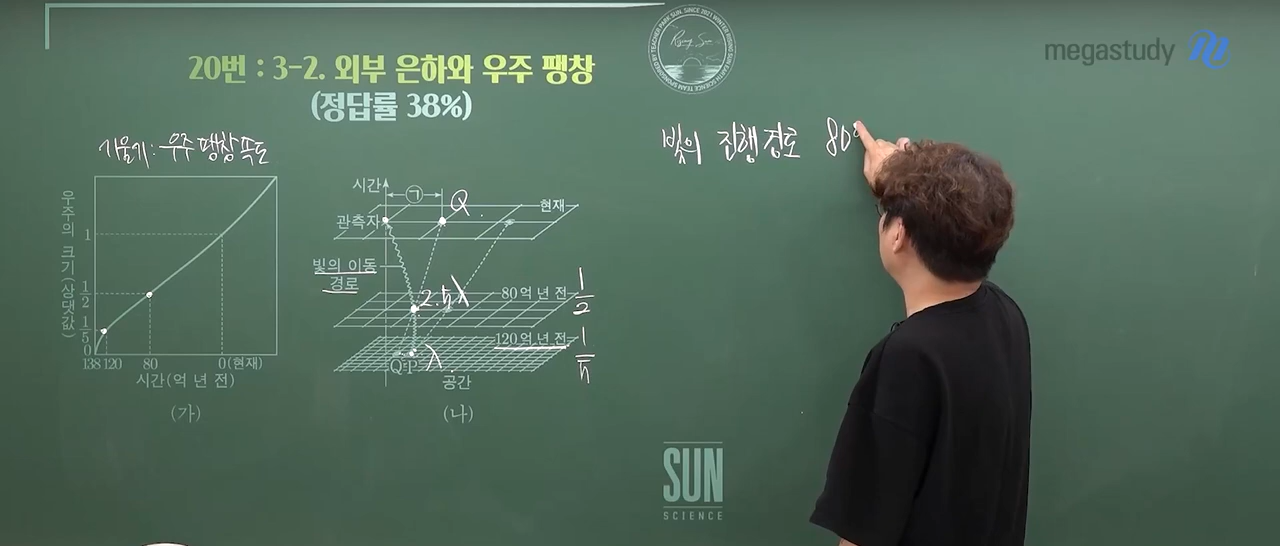 20번 : 3-2. 외부 은하와 우주 팽창
(정답률 38%)
megastudy
기울기: 우주 팽창 속도
우주의 크기(상댓값)
1
1/2
1/5
0
138 120 80 0(현재)
시간(억 년 전)
(가)
시간
㉠
Q
현재
관측자
빛의 이동
경로
2.5λ
80억 년 전 1/2
120억 년 전 1/5
Q P λ
공간
(나)
빛의 진행 경로 80
SUN
SCIENCE